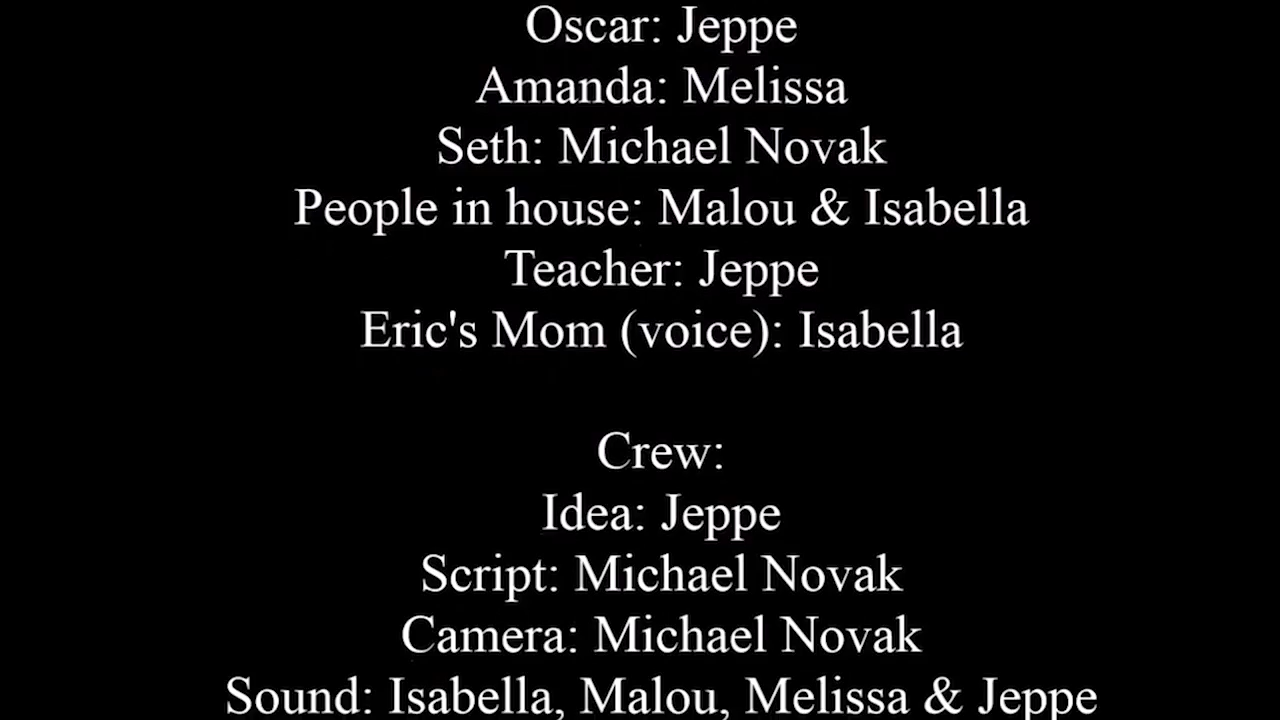 Oscar: Jeppe
Amanda: Melissa
Seth: Michael Novak
People in house: Malou & Isabella
Teacher: Jeppe
Eric's Mom (voice): Isabella
Crew:
Idea: Jeppe
Script: Michael Novak
Camera: Michael Novak
Sound: Isabella, Malou, Melissa & Jeppe